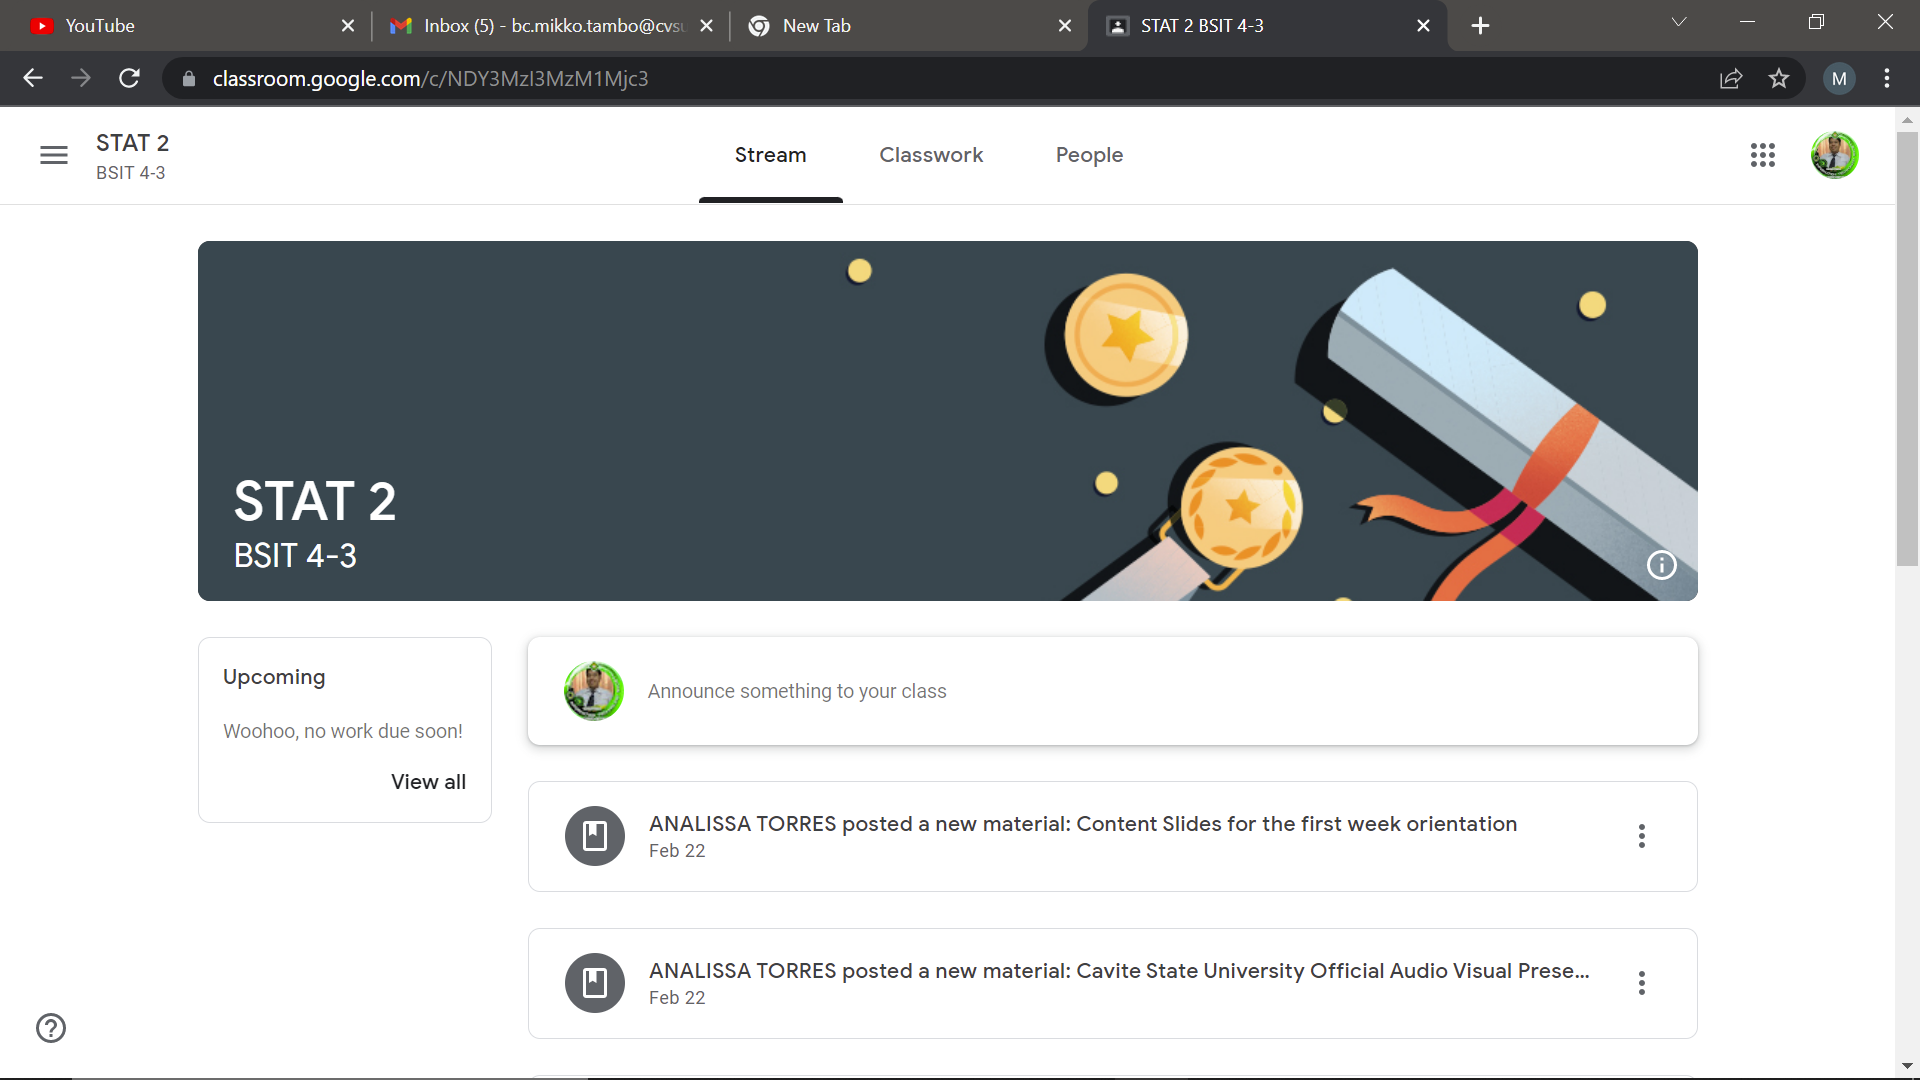 YouTube
Inbox (5) - bc.mikko.tambo@cvsu
New Tab
STAT 2 BSIT 4-3
classroom.google.com/c/NDY3MzI3MzM1Mjc3
M
STAT 2
BSIT 4-3
Stream
Classwork
People
STAT 2
BSIT 4-3
Upcoming
Woohoo, no work due soon!
View all
Announce something to your class
ANALISSA TORRES posted a new material: Content Slides for the first week orientation
Feb 22
ANALISSA TORRES posted a new material: Cavite State University Official Audio Visual Prese...
Feb 22